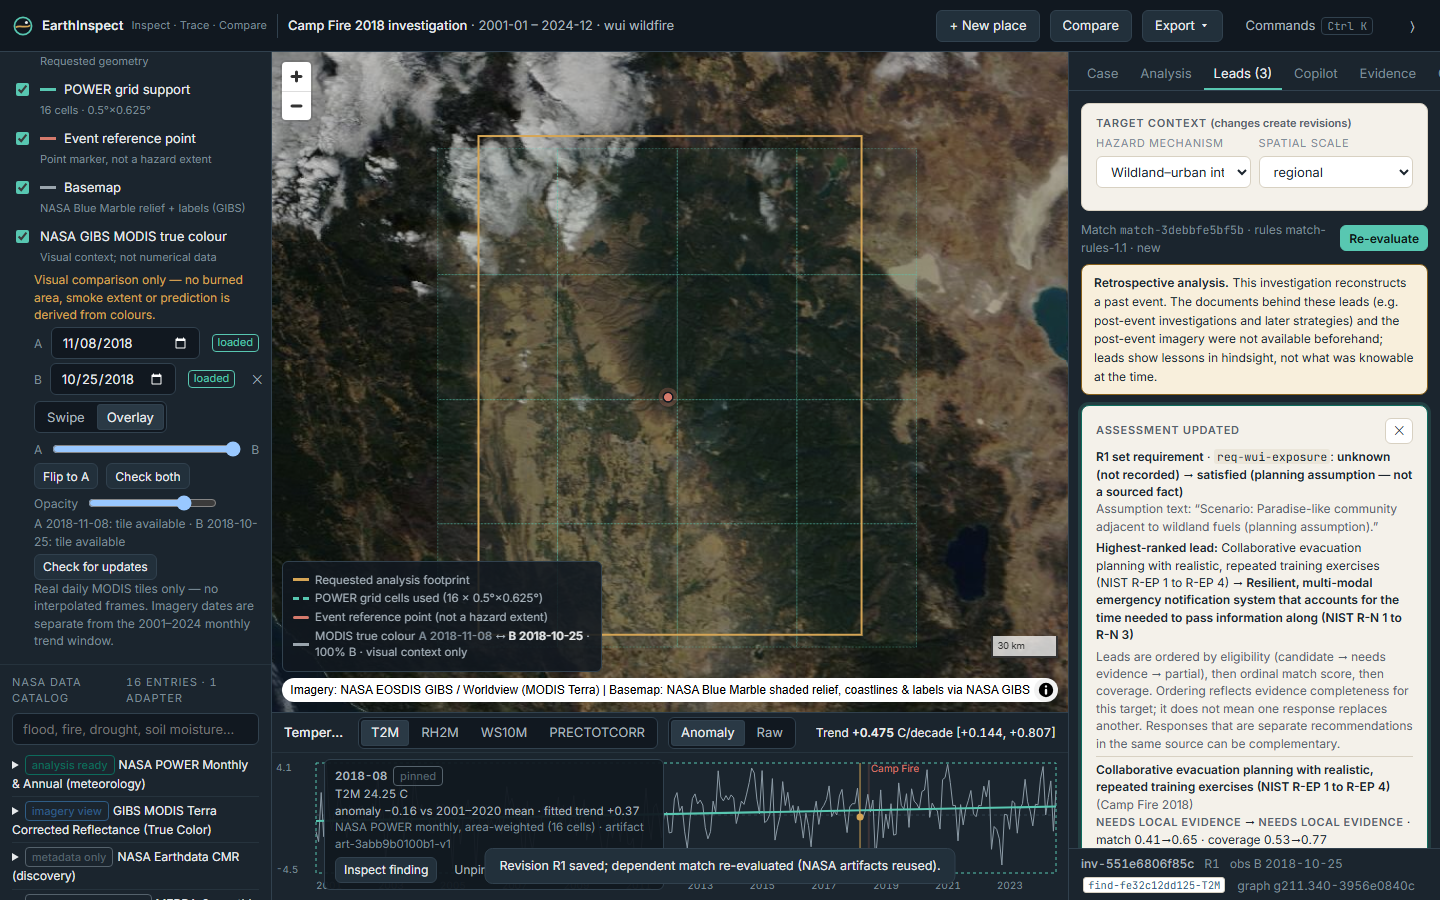 EarthInspect Inspect · Trace · Compare
Camp Fire 2018 investigation · 2001-01 – 2024-12 · wui wildfire
+ New place
Compare
Export
Commands Ctrl K
Requested geometry
POWER grid support
16 cells · 0.5°×0.625°
Event reference point
Point marker, not a hazard extent
Basemap
NASA Blue Marble relief + labels (GIBS)
NASA GIBS MODIS true colour
Visual context; not numerical data
Visual comparison only — no burned
area, smoke extent or prediction is
derived from colours.
A 11/08/2018 loaded
B 10/25/2018 loaded
Swipe Overlay
A B
Flip to A Check both
Opacity
A 2018-11-08: tile available · B 2018-10-
25: tile available
Check for updates
Real daily MODIS tiles only — no
interpolated frames. Imagery dates are
separate from the 2001–2024 monthly
trend window.
NASA DATA
CATALOG
16 ENTRIES · 1
ADAPTER
flood, fire, drought, soil moisture...
analysis ready NASA POWER Monthly
& Annual (meteorology)
imagery view GIBS MODIS Terra
Corrected Reflectance (True Color)
metadata only NASA Earthdata CMR
(discovery)
+
−
Requested analysis footprint
POWER grid cells used (16 × 0.5°×0.625°)
Event reference point (not a hazard extent)
MODIS true colour A 2018-11-08 ↔ B 2018-10-25 ·
100% B · visual context only
30 km
Imagery: NASA EOSDIS GIBS / Worldview (MODIS Terra) | Basemap: NASA Blue Marble shaded relief, coastlines & labels via NASA GIBS
Temper...
T2M RH2M WS10M PRECTOTCORR
Anomaly Raw
Trend +0.475 C/decade [+0.144, +0.807]
4.1
-4.5
Camp Fire
2018-08 pinned
T2M 24.25 C
anomaly −0.16 vs 2001–2020 mean · fitted trend +0.37
NASA POWER monthly, area-weighted (16 cells) · artifact
art-3abb9b0100b1-v1
Inspect finding
Revision R1 saved; dependent match re-evaluated (NASA artifacts reused).
2013 2015 2017 2019 2021 2023
Case Analysis Leads (3) Copilot Evidence
TARGET CONTEXT (changes create revisions)
HAZARD MECHANISM SPATIAL SCALE
Wildland–urban int regional
Match match-3debbfe5bf5b · rules match-
rules-1.1 · new
Re-evaluate
Retrospective analysis. This investigation reconstructs
a past event. The documents behind these leads (e.g.
post-event investigations and later strategies) and the
post-event imagery were not available beforehand;
leads show lessons in hindsight, not what was knowable
at the time.
ASSESSMENT UPDATED
R1 set requirement · req-wui-exposure: unknown
(not recorded) → satisfied (planning assumption — not
a sourced fact)
Assumption text: “Scenario: Paradise-like community
adjacent to wildland fuels (planning assumption).”
Highest-ranked lead: Collaborative evacuation
planning with realistic, repeated training exercises
(NIST R-EP 1 to R-EP 4) → Resilient, multi-modal
emergency notification system that accounts for the
time needed to pass information along (NIST R-N 1 to
R-N 3)
Leads are ordered by eligibility (candidate → needs
evidence → partial), then ordinal match score, then
coverage. Ordering reflects evidence completeness for
this target; it does not mean one response replaces
another. Responses that are separate recommendations
in the same source can be complementary.
Collaborative evacuation planning with realistic,
repeated training exercises (NIST R-EP 1 to R-EP 4)
(Camp Fire 2018)
NEEDS LOCAL EVIDENCE → NEEDS LOCAL EVIDENCE ·
match 0.41→0.65 · coverage 0.53→0.77
inv-551e6806f85c R1 obs B 2018-10-25
find-fe32c12dd125-T2M graph g211.340-3956e0840c